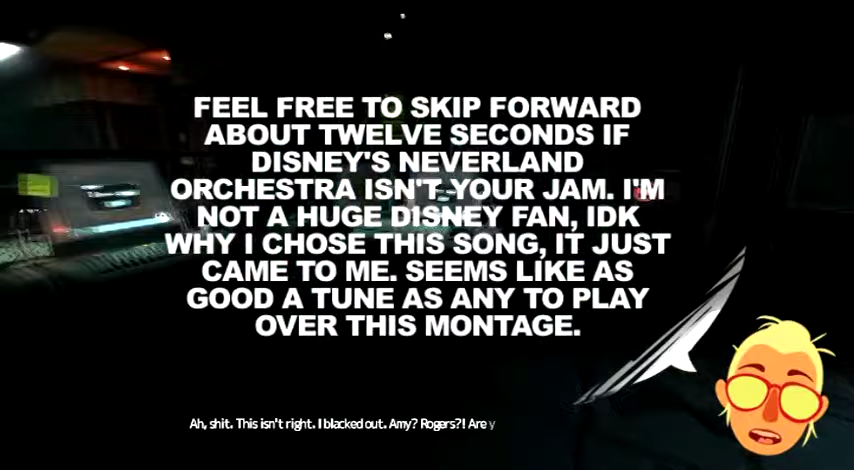 FEEL FREE TO SKIP FORWARD
ABOUT TWELVE SECONDS IF
DISNEY'S NEVERLAND
ORCHESTRA ISN'T YOUR JAM. I'M
NOT A HUGE DISNEY FAN, IDK
WHY I CHOSE THIS SONG, IT JUST
CAME TO ME. SEEMS LIKE AS
GOOD A TUNE AS ANY TO PLAY
OVER THIS MONTAGE.
Ah, shit. This isn't right. I blacked out. Amy? Rogers?! Are y